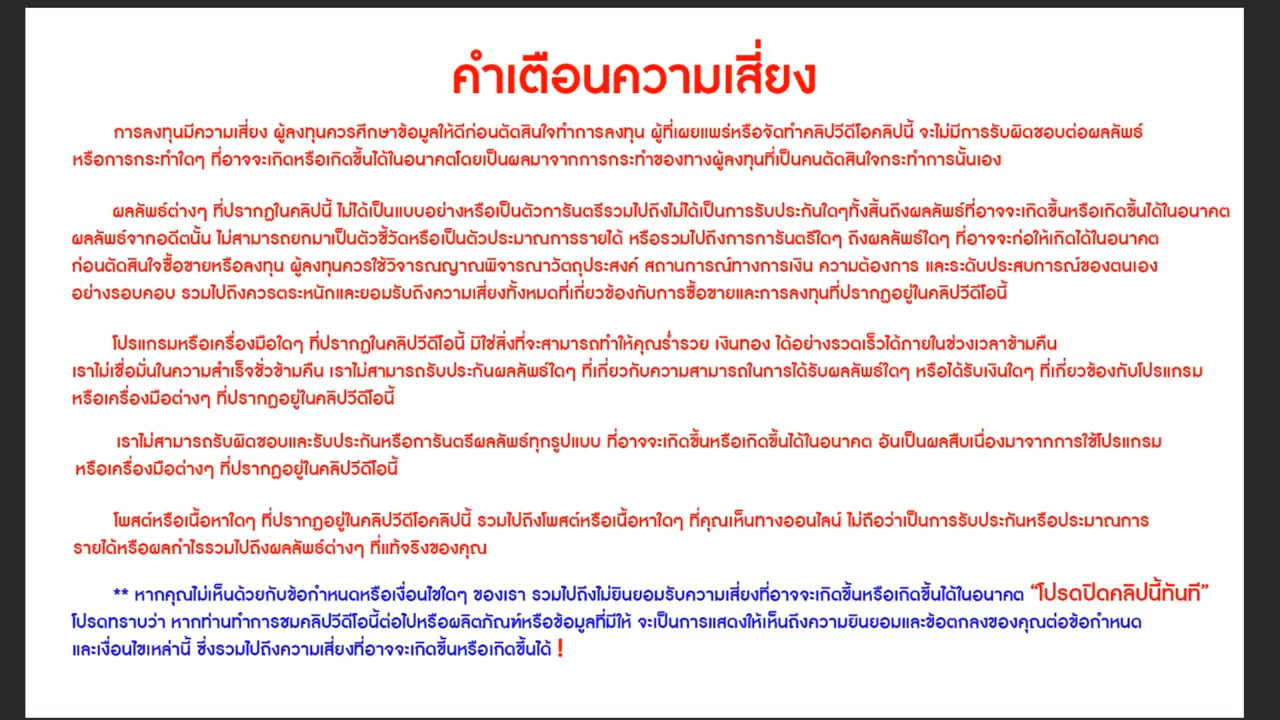 คำเตือนความเสี่ยง
การลงทุนมีความเสี่ยง ผู้ลงทุนควรศึกษาข้อมูลให้ดีก่อนตัดสินใจทำการลงทุน ผู้ที่เผยแพร่หรือจัดทำคลิปวีดีโอคลิปนี้ จะไม่มีการรับผิดชอบต่อผลลัพธ์
หรือการกระทำใดๆ ที่อาจจะเกิดหรือเกิดขึ้นได้ในอนาคตโดยเป็นผลมาจากการกระทำของทางผู้ลงทุนที่เป็นคนตัดสินใจกระทำการนั้นเอง
ผลลัพธ์ต่างๆ ที่ปรากฏในคลิปนี้ ไม่ได้เป็นแบบอย่างหรือเป็นตัวการันตรีรวมไปถึงไม่ได้เป็นการรับประกันใดๆทั้งสิ้นถึงผลลัพธ์ที่อาจจะเกิดขึ้นหรือเกิดขึ้นได้ในอนาคต
ผลลัพธ์จากอดีตนั้น ไม่สามารถยกมาเป็นตัวชี้วัดหรือเป็นตัวประมาณการรายได้ หรือรวมไปถึงการการันตรีใดๆ ถึงผลลัพธ์ใดๆ ที่อาจจะก่อให้เกิดได้ในอนาคต
ก่อนตัดสินใจซื้อขายหรือลงทุน ผู้ลงทุนควรใช้วิจารณญาณพิจารณาวัตถุประสงค์ สถานการณ์ทางการเงิน ความต้องการ และระดับประสบการณ์ของตนเอง
อย่างรอบคอบ รวมไปถึงควรตระหนักและยอมรับถึงความเสี่ยงทั้งหมดที่เกี่ยวข้องกับการซื้อขายและการลงทุนที่ปรากฏอยู่ในคลิปวีดีโอนี้
โปรแกรมหรือเครื่องมือใดๆ ที่ปรากฏในคลิปวีดีโอนี้ มิใช่สิ่งที่จะสามารถทำให้คุณร่ำรวย เงินทอง ได้อย่างรวดเร็วได้ภายในช่วงเวลาข้ามคืน
เราไม่เชื่อมั่นในความสำเร็จชั่วข้ามคืน เราไม่สามารถรับประกันผลลัพธ์ใดๆ ที่เกี่ยวกับความสามารถในการได้รับผลลัพธ์ใดๆ หรือได้รับเงินใดๆ ที่เกี่ยวข้องกับโปรแกรม
หรือเครื่องมือต่างๆ ที่ปรากฏอยู่ในคลิปวีดีโอนี้
เราไม่สามารถรับผิดชอบและรับประกันหรือการันตรีผลลัพธ์ทุกรูปแบบ ที่อาจจะเกิดขึ้นหรือเกิดขึ้นได้ในอนาคต อันเป็นผลสืบเนื่องมาจากการใช้โปรแกรม
หรือเครื่องมือต่างๆ ที่ปรากฏอยู่ในคลิปวีดีโอนี้
โพสต์หรือเนื้อหาใดๆ ที่ปรากฏอยู่ในคลิปวีดีโอคลิปนี้ รวมไปถึงโพสต์หรือเนื้อหาใดๆ ที่คุณเห็นทางออนไลน์ ไม่ถือว่าเป็นการรับประกันหรือประมาณการ
รายได้หรือผลกำไรรวมไปถึงผลลัพธ์ต่างๆ ที่แท้จริงของคุณ
** หากคุณไม่เห็นด้วยกับข้อกำหนดหรือเงื่อนไขใดๆ ของเรา รวมไปถึงไม่ยินยอมรับความเสี่ยงที่อาจจะเกิดขึ้นหรือเกิดขึ้นได้ในอนาคต “โปรดปิดคลิปนี้ทันที”
โปรดทราบว่า หากท่านทำการชมคลิปวีดีโอนี้ต่อไปหรือผลิตภัณฑ์หรือข้อมูลที่มีให้ จะเป็นการแสดงให้เห็นถึงความยินยอมและข้อตกลงของคุณต่อข้อกำหนด
และเงื่อนไขเหล่านี้ ซึ่งรวมไปถึงความเสี่ยงที่อาจจะเกิดขึ้นหรือเกิดขึ้นได้ !